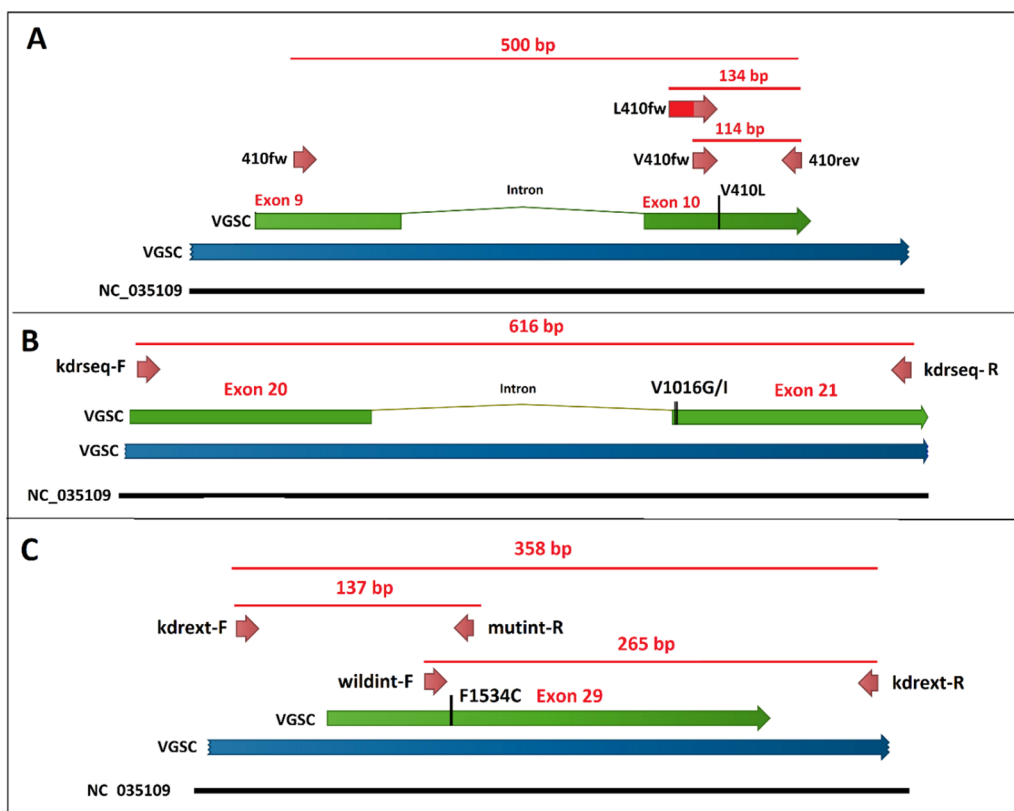 A
500 bp
134 bp
L410fw
114 bp
410fw
V410fw
410rev
V410L
Intron
Exon 9
Exon 10
VGSC
VGSC
NC_035109
B
616 bp
kdrseq-F
kdrseq- R
Exon 20
Intron
V1016G/I
Exon 21
VGSC
VGSC
NC_035109
C
358 bp
137 bp
kdrext-F
mutint-R
265 bp
wildint-F
kdrext-R
F1534C
Exon 29
VGSC
VGSC
NC 035109